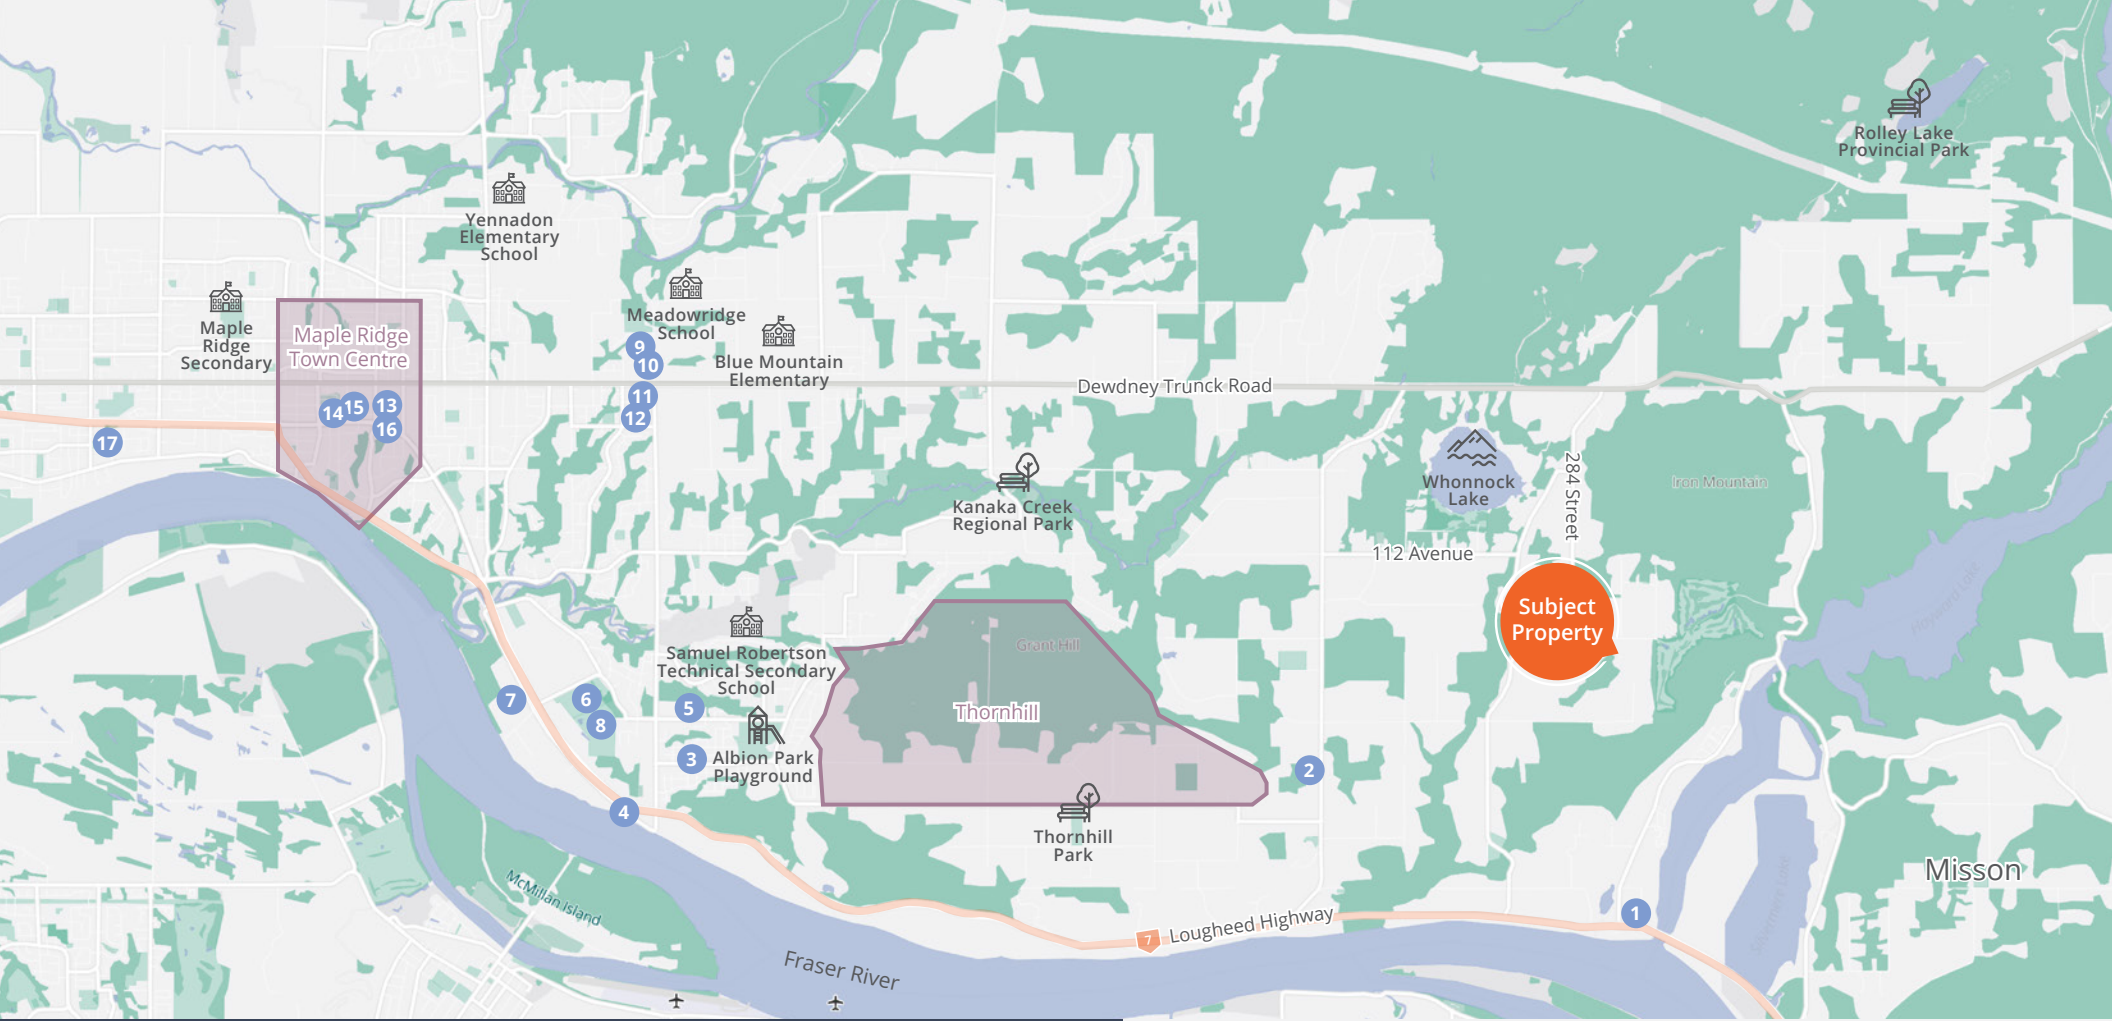 Rolley Lake
Provincial Park
Yennadon
Elementary
School
Meadowridge
School
Maple
Ridge
Secondary
Maple Ridge
Town Centre
Blue Mountain
Elementary
9
10
11
12
Dewdney Trunck Road
14
15
13
16
17
284 Street
Whonnock
Lake
Iron Mountain
Kanaka Creek
Regional Park
112 Avenue
Subject
Property
Hayward Lake
Samuel Robertson
Technical Secondary
School
Grant Hill
Thornhill
7
6
8
5
3
Albion Park
Playground
2
4
Thornhill
Park
McMillan Island
Misson
1
7
Lougheed Highway
Fraser River